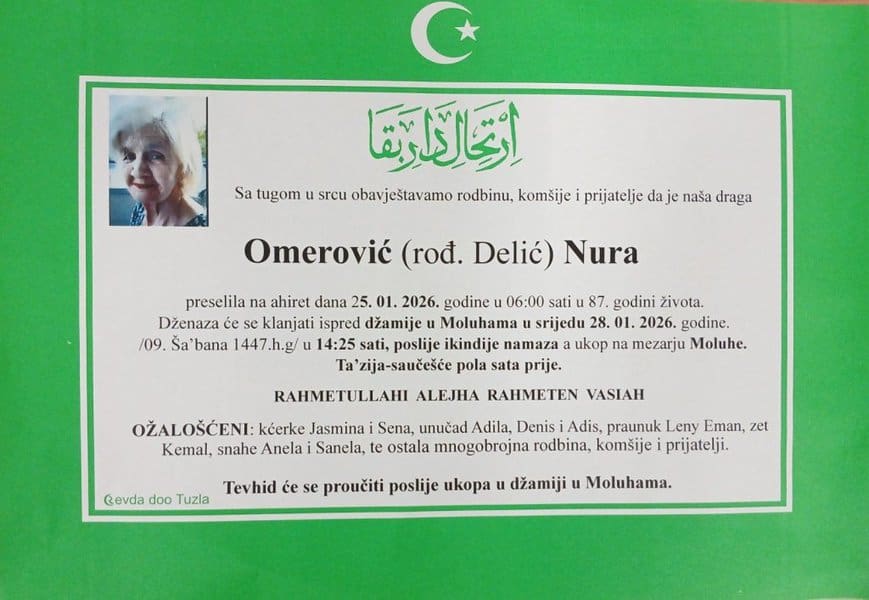 اِرْتِحَالِ دَارِ بَقَا
Sa tugom u srcu obavještavamo rodbinu, komšije i prijatelje da je naša draga
Omerović (rođ. Delić) Nura
preselila na ahiret dana 25. 01. 2026. godine u 06:00 sati u 87. godini života.
Dženaza će se klanjati ispred džamije u Moluhama u srijedu 28. 01. 2026. godine.
/09. Ša’bana 1447.h.g/ u 14:25 sati, poslije ikindije namaza a ukop na mezarju Moluhe.
Ta’zija-saučešće pola sata prije.
RAHMETULLAHI ALEJHA RAHMETEN VASIAH
OŽALOŠĆENI: kćerke Jasmina i Sena, unučad Adila, Denis i Adis, praunuk Leny Eman, zet
Kemal, snahe Anela i Sanela, te ostala mnogobrojna rodbina, komšije i prijatelji.
Tevhid će se proučiti poslije ukopa u džamiji u Moluhama.
Sevda doo Tuzla